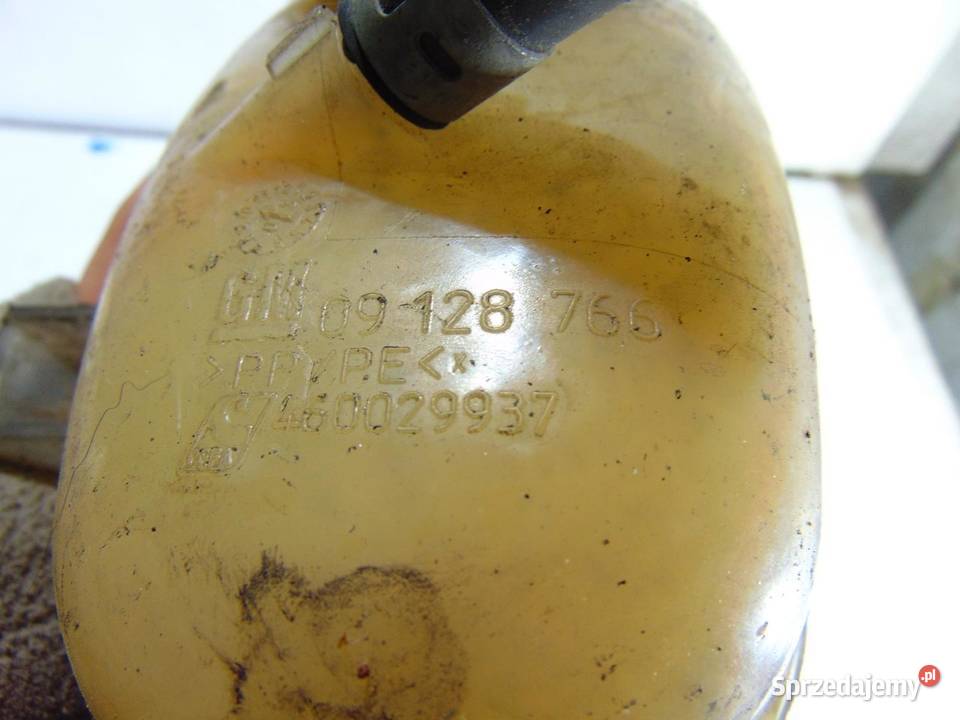 GM 09 128 766
>PP/PE<
460029937
Sprzedajemy.pl